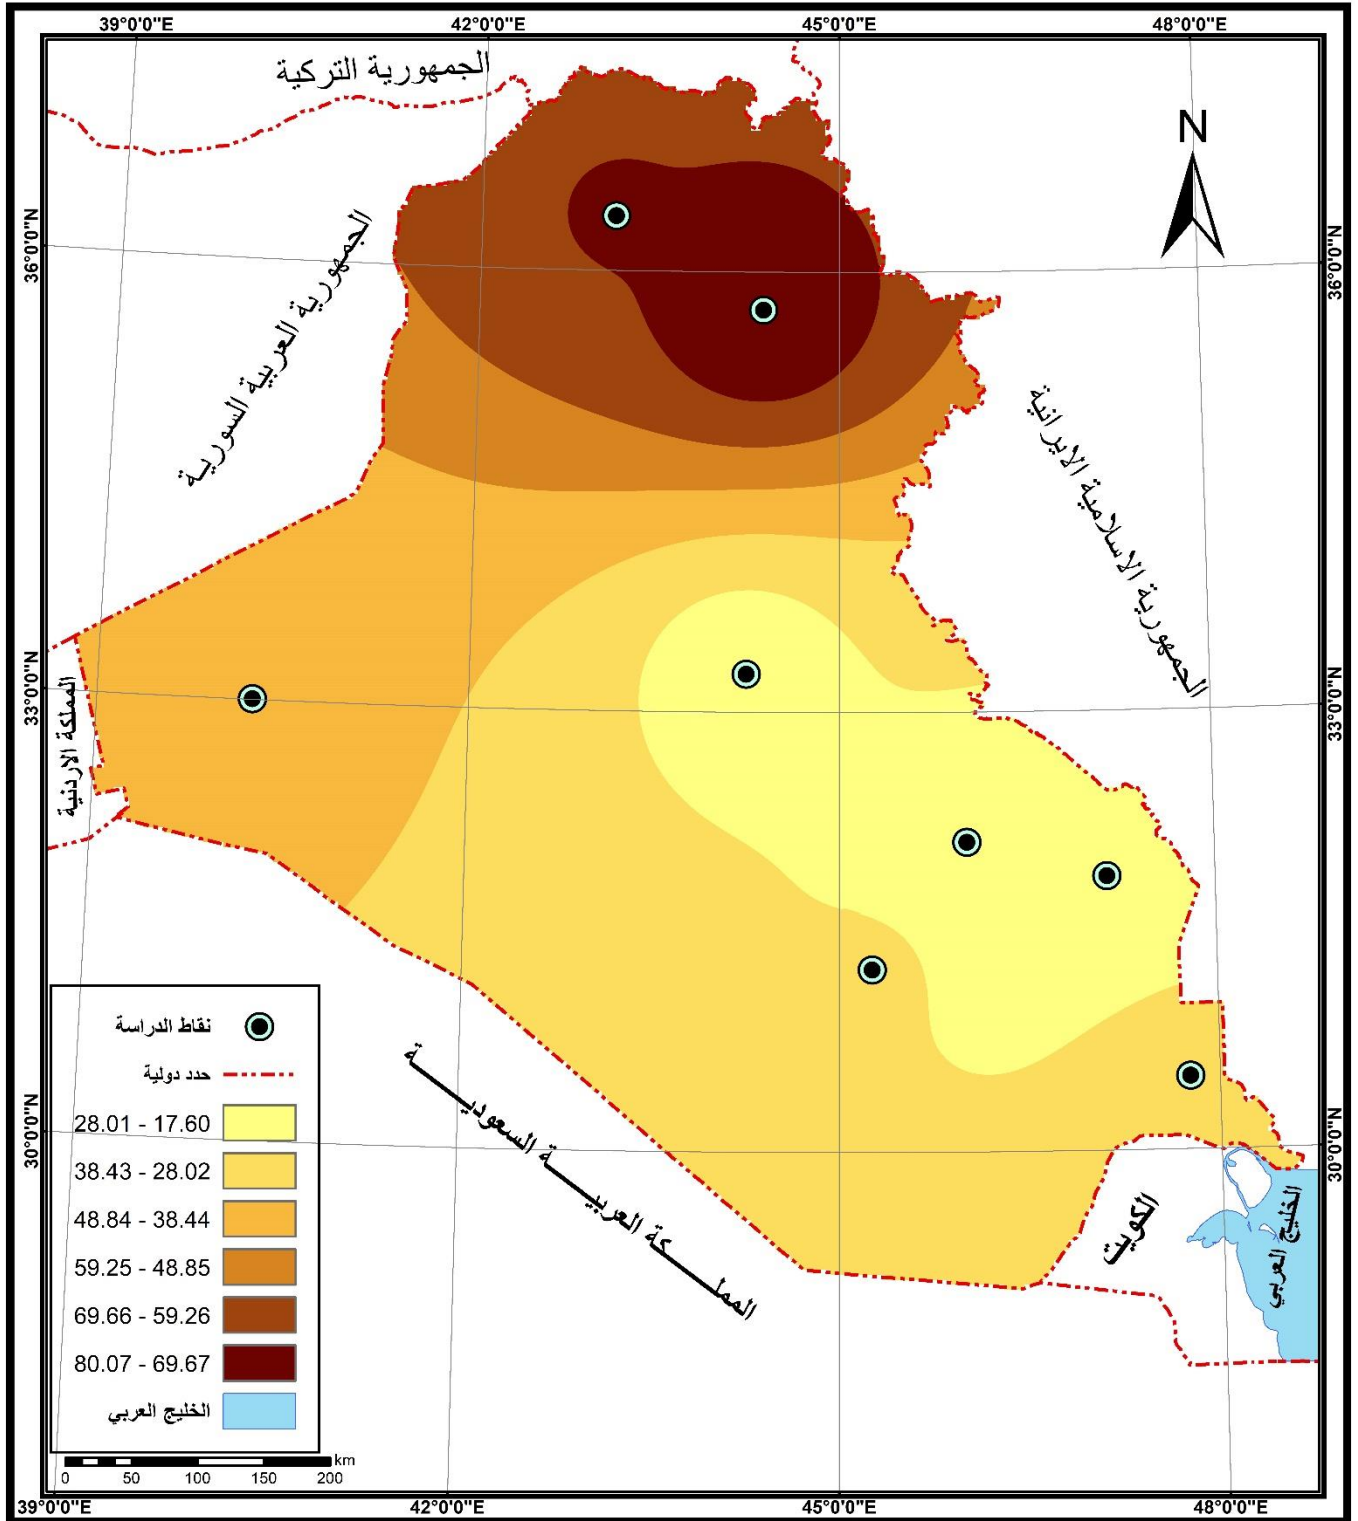 39°0'0"E 42°0'0"E 45°0'0"E 48°0'0"E
الجمهورية التركية
N
الجمهورية العربية السورية
36°0'0"N
36°0'0"N
الجمهورية الاسلامية الايرانية
33°0'0"N
33°0'0"N
المملكة الاردنية
المملكة العربية السعودية
30°0'0"N
30°0'0"N
الكويت
الخليج العربي
نقاط الدراسة
حدد دولية
28.01 - 17.60
38.43 - 28.02
48.84 - 38.44
59.25 - 48.85
69.66 - 59.26
80.07 - 69.67
الخليج العربي
km
0 50 100 150 200
39°0'0"E 42°0'0"E 45°0'0"E 48°0'0"E